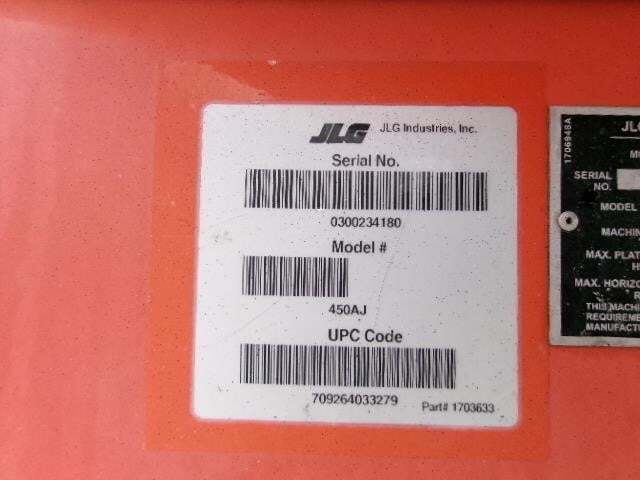 JLG JLG Industries, Inc.
Serial No.
0300234180
Model #
450AJ
UPC Code
709264033279
Part# 1703633
1706948A
JLG
SERIAL
NO.
MODEL
MACHIN
MAX. PLAT
H
MAX. HORIZO
R
THIS MACHI
REQUIREME
MANUFACTU